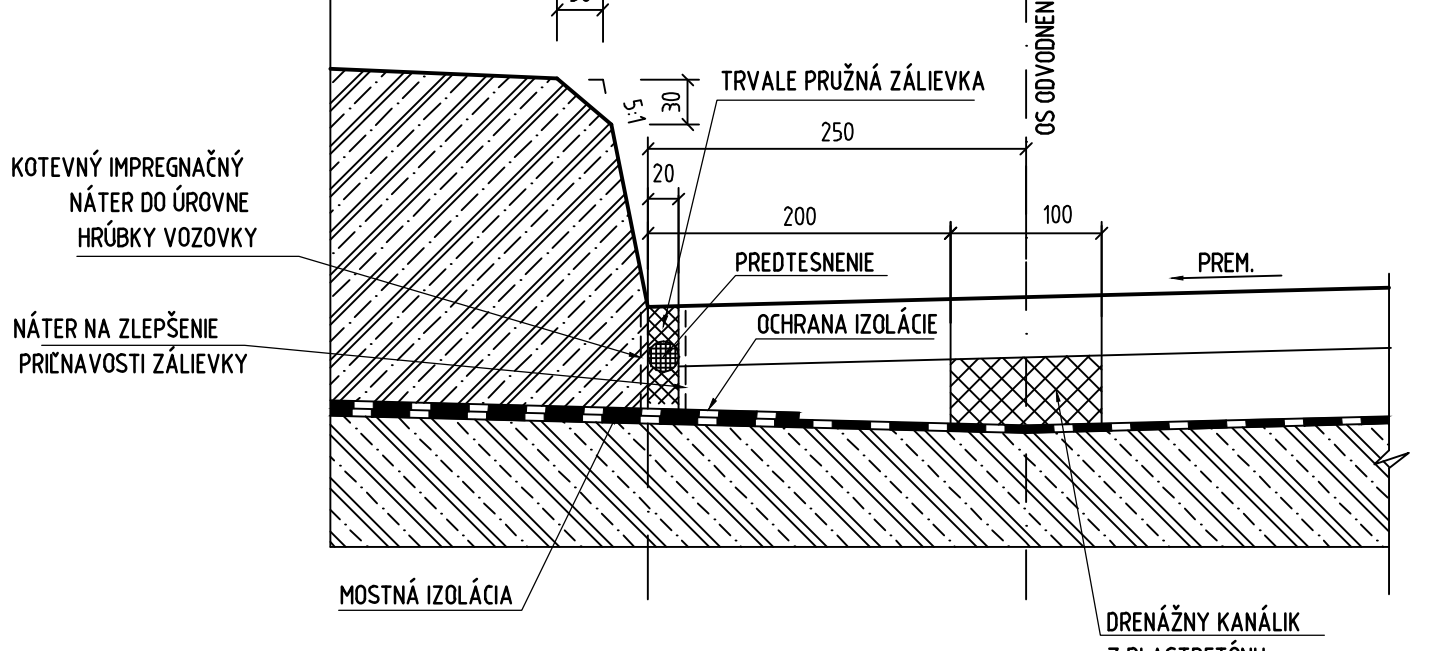 TRVALE PRUŽNÁ ZÁLIEVKA
30
5:1
OS ODVODNEN
250
KOTEVNÝ IMPREGNAČNÝ
NÁTER DO ÚROVNE
HRÚBKY VOZOVKY
20
200
100
PREDTESNENIE
PREM.
NÁTER NA ZLEPŠENIE
PRIĽNAVOSTI ZÁLIEVKY
OCHRANA IZOLÁCIE
MOSTNÁ IZOLÁCIA
DRENÁŽNY KANÁLIK